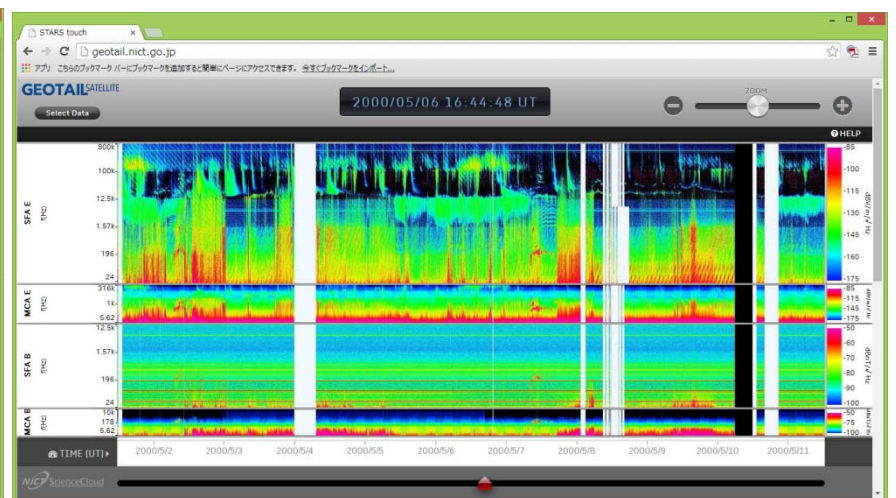 STARS touch
geotail.nict.go.jp
アプリ こちらのブックマーク バーにブックマークを追加すると簡単にページにアクセスできます。 今すぐブックマークをインポート...
GEOTAIL SATELLITE
Select Data
2000/05/06 16:44:48 UT
ZOOM
HELP
SFA E
f(Hz)
800k
100k
12.5k
1.57k
196
24
-85
-100
-115
-130
-145
-160
-175
dBV/m/√Hz
MCA E
f(Hz)
316k
1k
5.62
-85
-115
-145
-175
SFA B
f(Hz)
12.5k
1.57k
196
24
-50
-60
-70
-80
-90
-100
MCA B
f(Hz)
10k
178
5.62
-50
-75
-100
TIME [UT]
2000/5/2 2000/5/3 2000/5/4 2000/5/5 2000/5/6 2000/5/7 2000/5/8 2000/5/9 2000/5/10 2000/5/11
NICT ScienceCloud